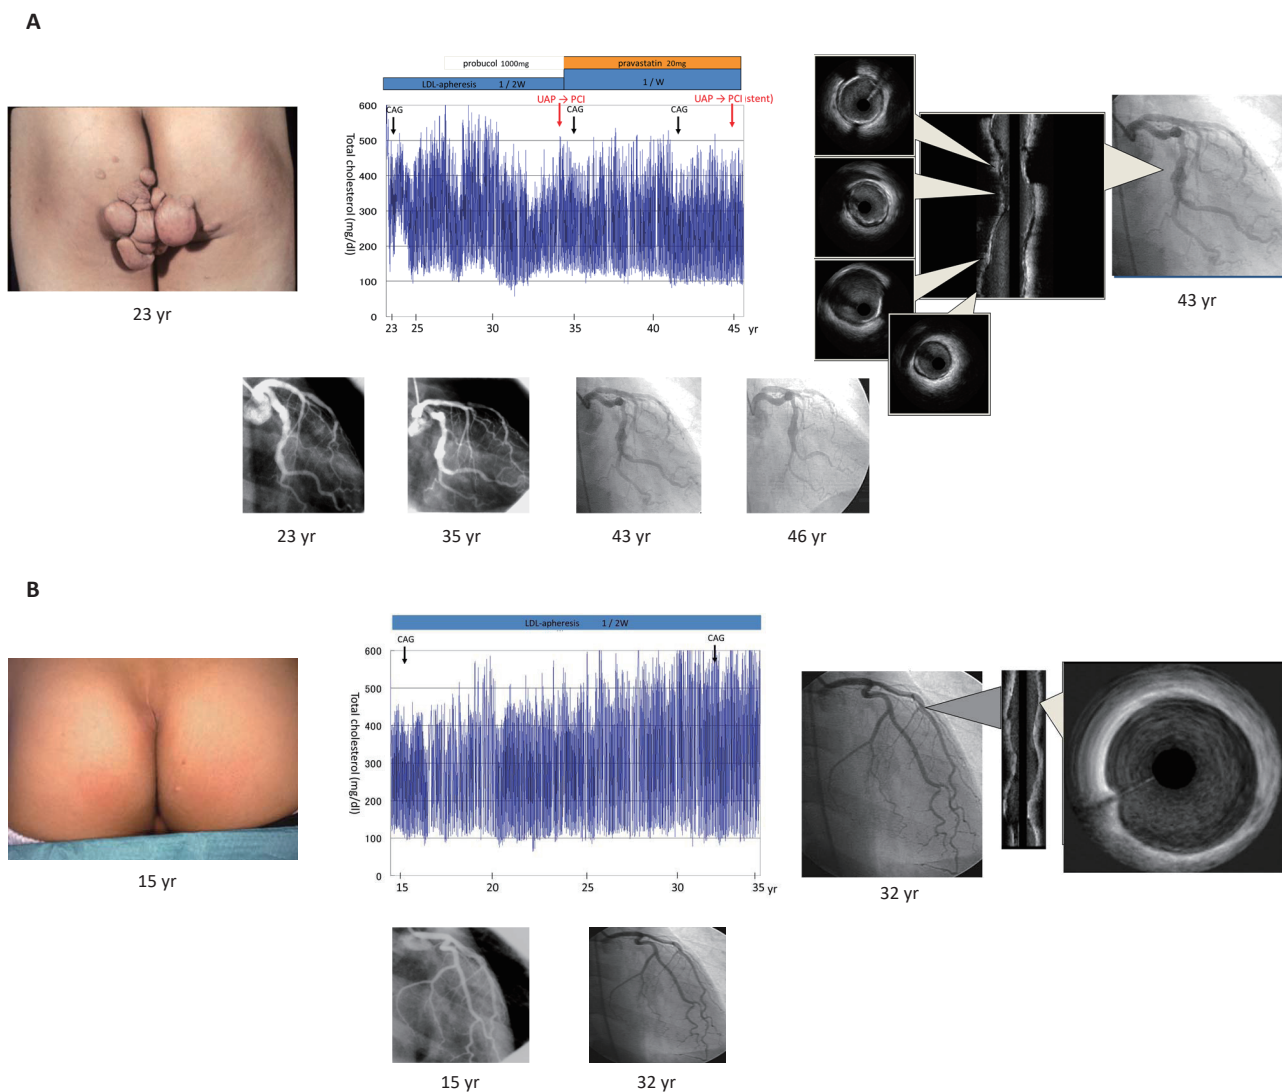 A
probucol 1000mg
pravastatin 20mg
LDL-apheresis 1 / 2W
1 / W
UAP → PCI
UAP → PCI (stent)
CAG
CAG
CAG
Total cholesterol (mg/dl)
600
500
400
300
200
100
0
23 25 30 35 40 45 yr
23 yr
43 yr
23 yr
35 yr
43 yr
46 yr
B
LDL-apheresis 1 / 2W
CAG
CAG
Total cholesterol (mg/dl)
600
500
400
300
200
100
0
15 20 25 30 35 yr
15 yr
32 yr
15 yr
32 yr